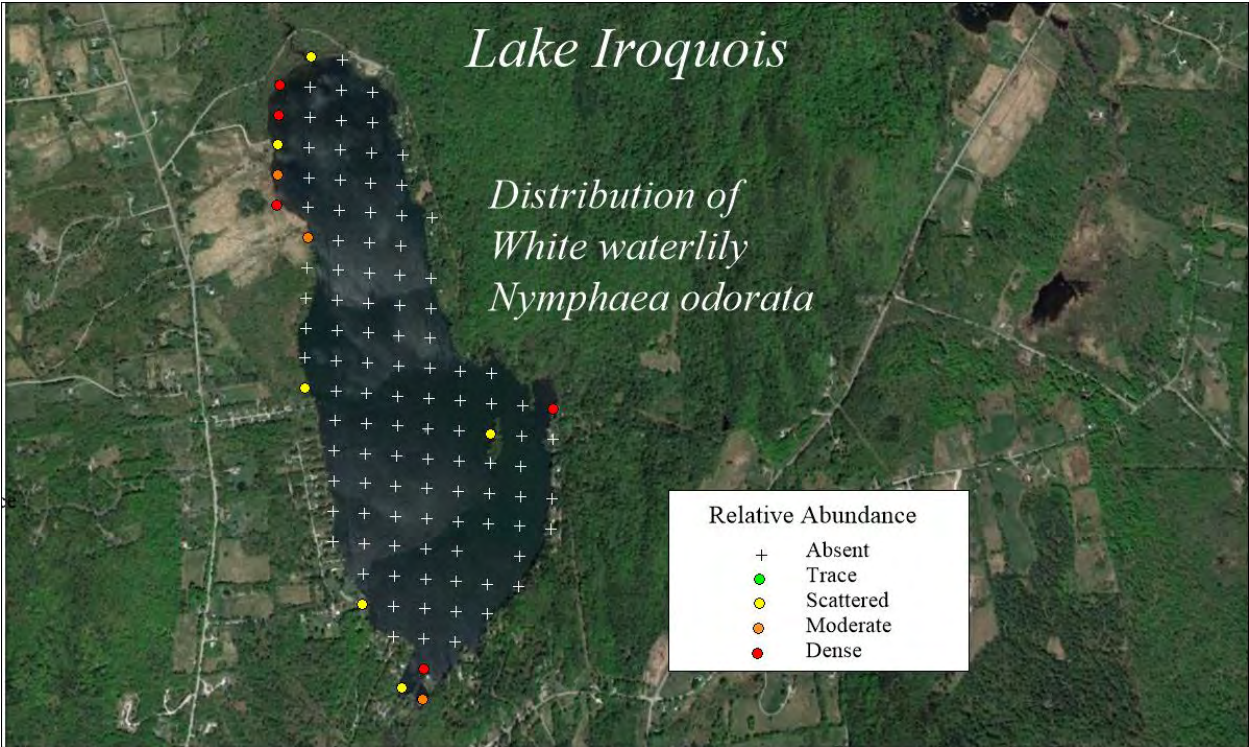 Lake Iroquois
Distribution of
White waterlily
Nymphaea odorata
Relative Abundance
Absent
Trace
Scattered
Moderate
Dense